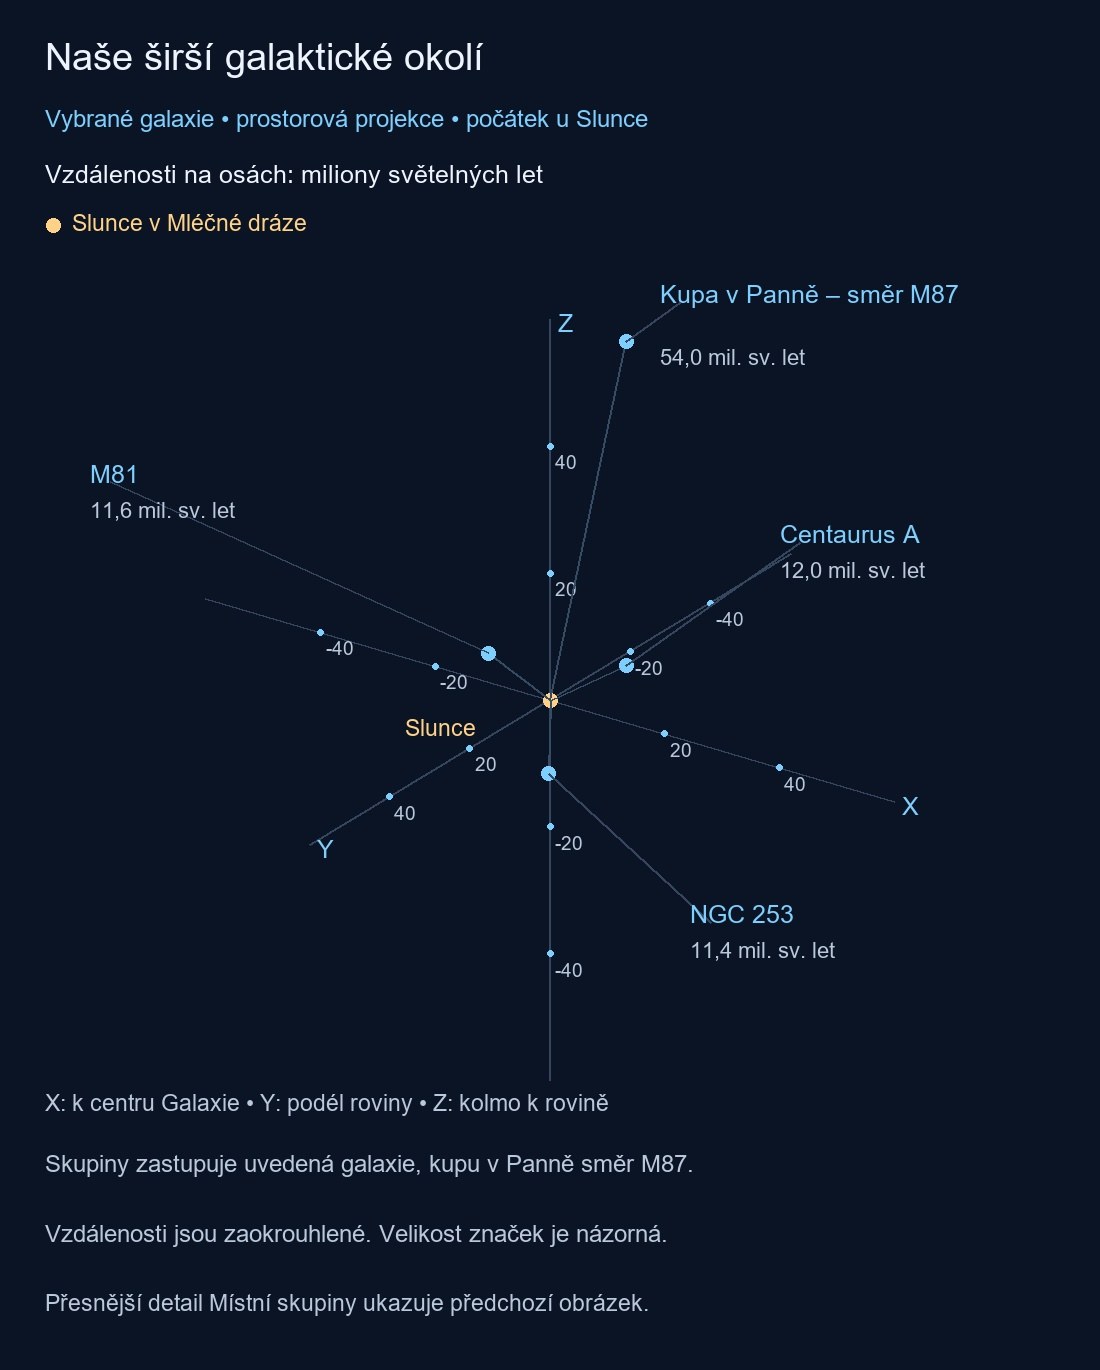 Naše širší galaktické okolí
Vybrané galaxie • prostorová projekce • počátek u Slunce
Vzdálenosti na osách: miliony světelných let
Slunce v Mléčné dráze
Kupa v Panně – směr M87
Z
54,0 mil. sv. let
40
M81
11,6 mil. sv. let
Centaurus A
12,0 mil. sv. let
20
-40
-40
-20
-20
Slunce
20
20
40
40
X
Y
-20
NGC 253
11,4 mil. sv. let
-40
X: k centru Galaxie • Y: podél roviny • Z: kolmo k rovině
Skupiny zastupuje uvedená galaxie, kupu v Panně směr M87.
Vzdálenosti jsou zaokrouhlené. Velikost značek je názorná.
Přesnější detail Místní skupiny ukazuje předchozí obrázek.